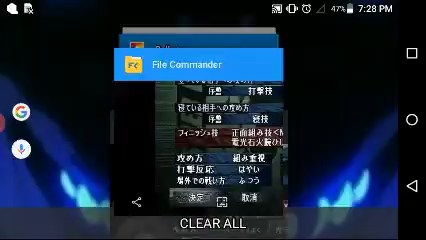 47% 7:28 PM
File Commander
序盤 打撃技
寝ている相手への攻め方
序盤 寝技
フィニッシュ技 正面組み技<M
電光石火脱ひし
攻め方 組み重視
打撃反応 はやい
場外での戦い方 ふつう
決定 取消
CLEAR ALL